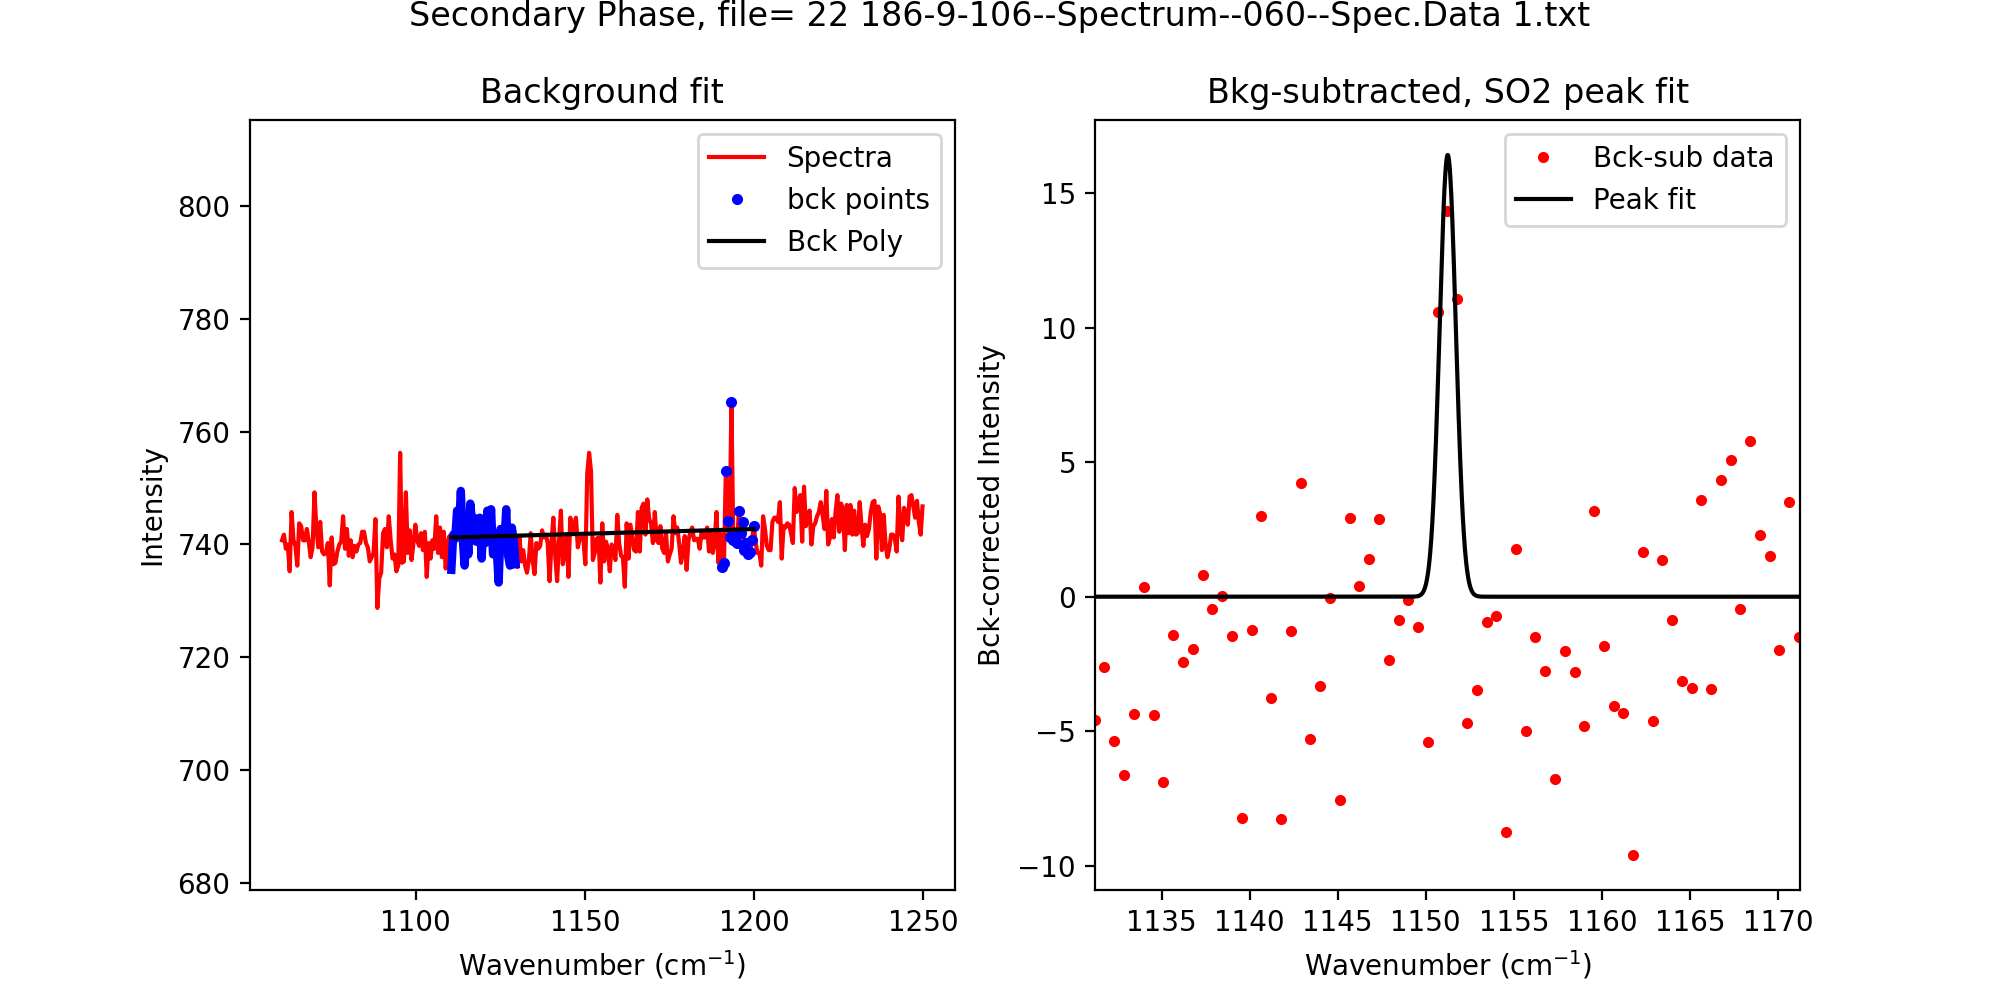 Secondary Phase, file= 22 186-9-106--Spectrum--060--Spec.Data 1.txt
Background fit
Intensity
800
780
760
740
720
700
680
1100 1150 1200 1250
Wavenumber (cm⁻¹)
Spectra
bck points
Bck Poly
Bkg-subtracted, SO2 peak fit
Bck-corrected Intensity
15
10
5
0
−5
−10
1135 1140 1145 1150 1155 1160 1165 1170
Wavenumber (cm⁻¹)
Bck-sub data
Peak fit